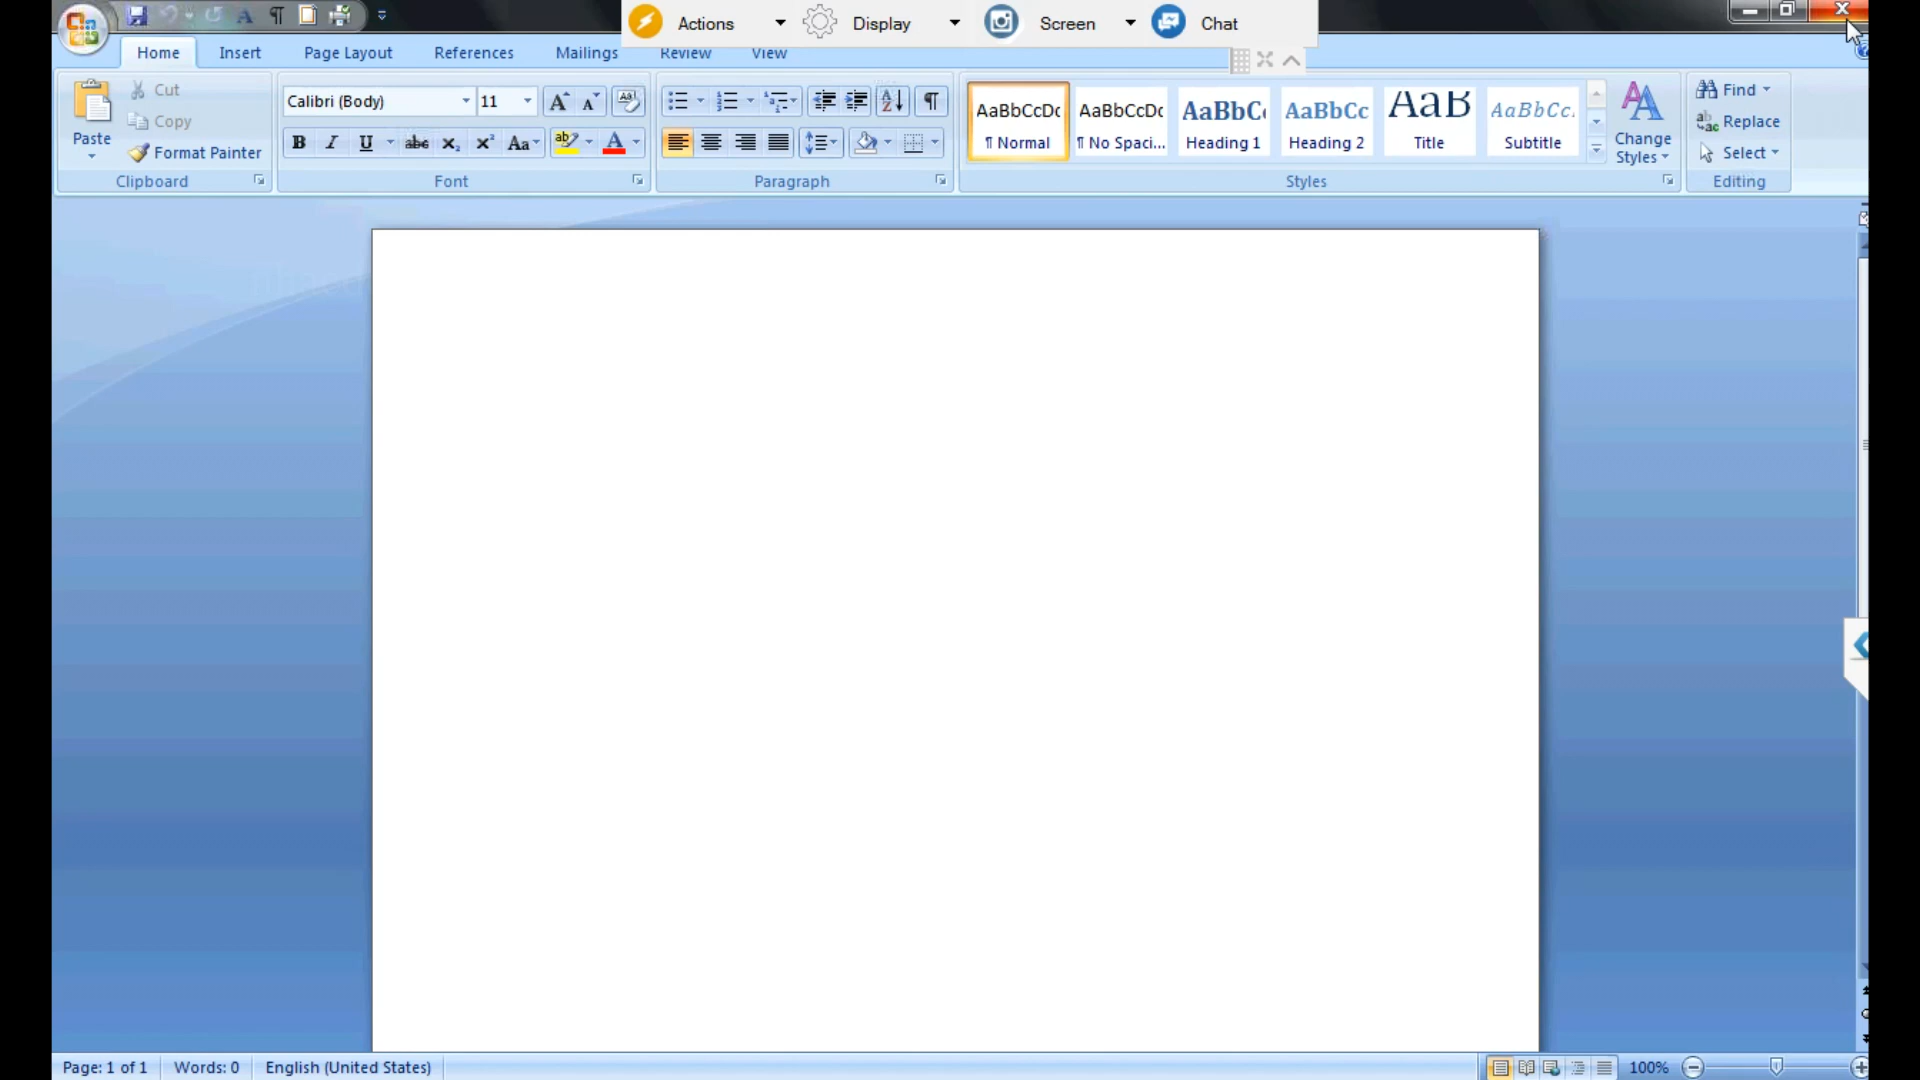 Actions Display Screen Chat
Home Insert Page Layout References Mailings Review View
Paste Cut Copy Format Painter
Clipboard
Calibri (Body) 11
Font
Paragraph
AaBbCcDc AaBbCcDc AaBbC AaBbCc AaB AaBbCc.
¶ Normal ¶ No Spaci... Heading 1 Heading 2 Title Subtitle
Change Styles
Styles
Find
Replace
Select
Editing
Page: 1 of 1 Words: 0 English (United States) 100%